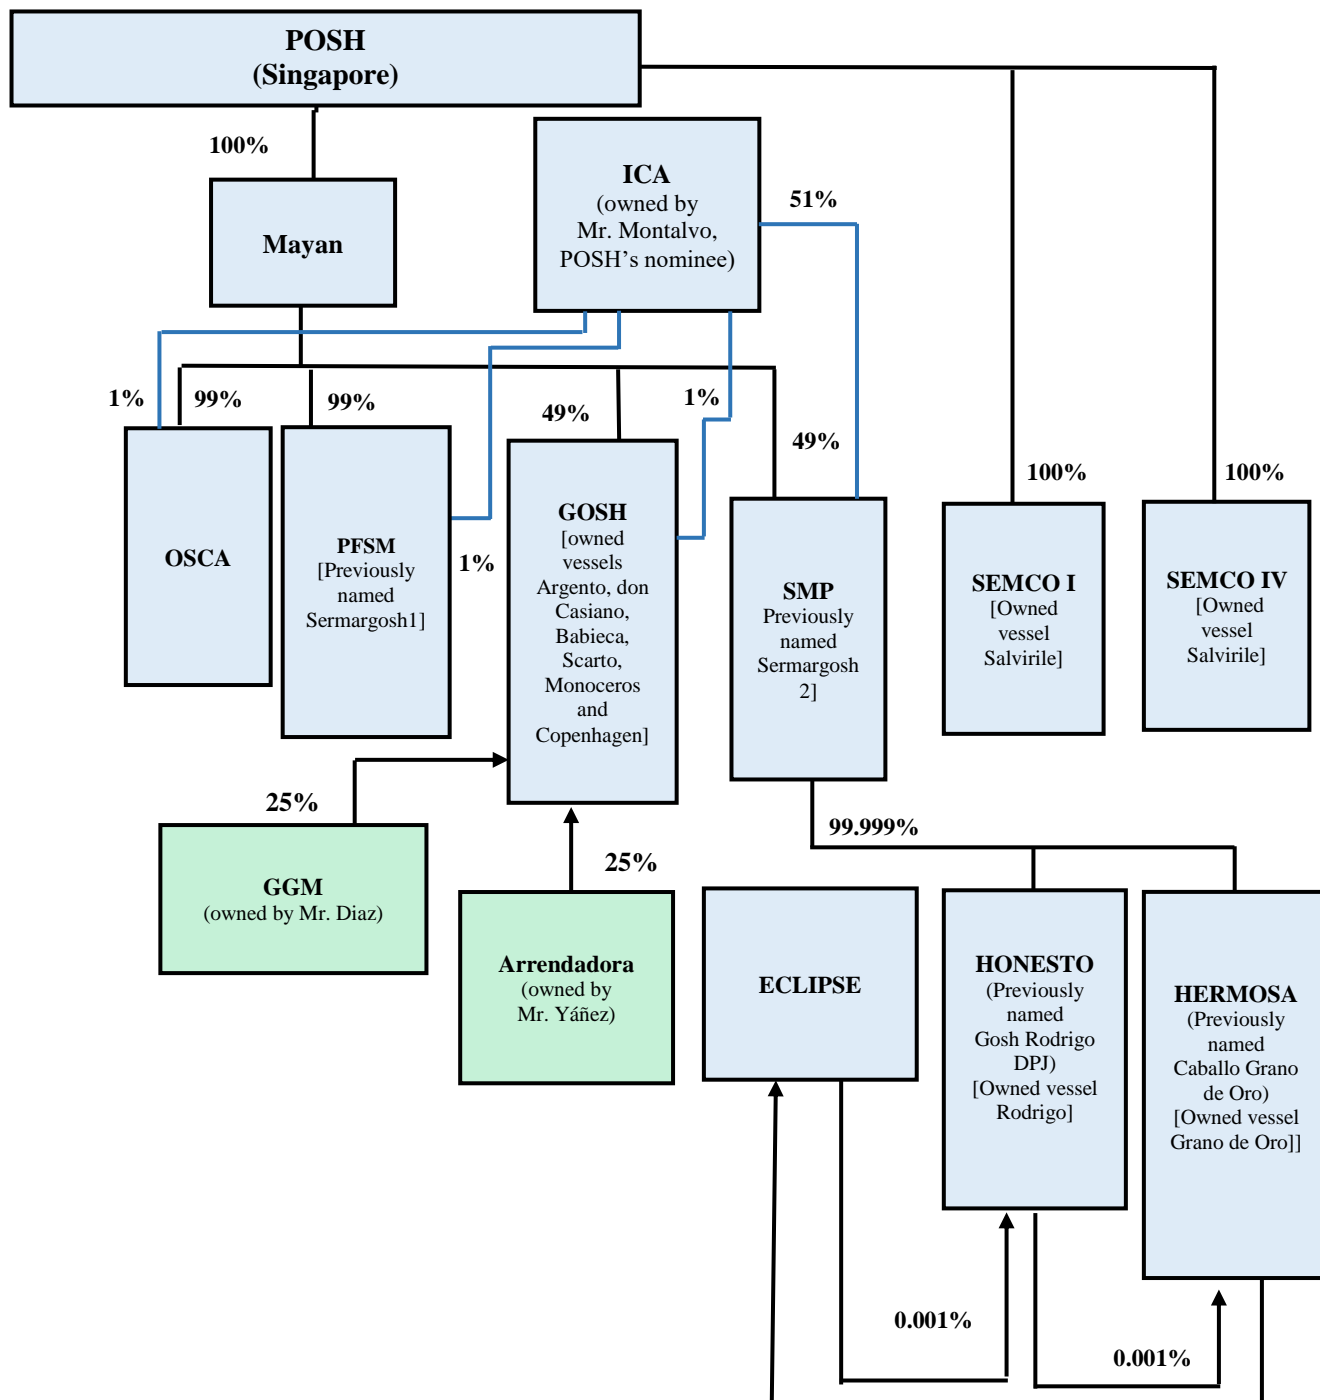 POSH
(Singapore)
100%
ICA
(owned by
Mr. Montalvo,
POSH’s nominee)
51%
Mayan
1%
99%
99%
49%
1%
49%
100%
100%
OSCA
PFSM
[Previously
named
Sermargosh1]
1%
GOSH
[owned
vessels
Argento, don
Casiano,
Babieca,
Scarto,
Monoceros
and
Copenhagen]
SMP
Previously
named
Sermargosh
2]
SEMCO I
[Owned
vessel
Salvirile]
SEMCO IV
[Owned
vessel
Salvirile]
25%
99.999%
GGM
(owned by Mr. Diaz)
25%
Arrendadora
(owned by
Mr. Yáñez)
ECLIPSE
HONESTO
(Previously
named
Gosh Rodrigo
DPJ)
[Owned vessel
Rodrigo]
HERMOSA
(Previously
named
Caballo Grano
de Oro)
[Owned vessel
Grano de Oro]]
0.001%
0.001%